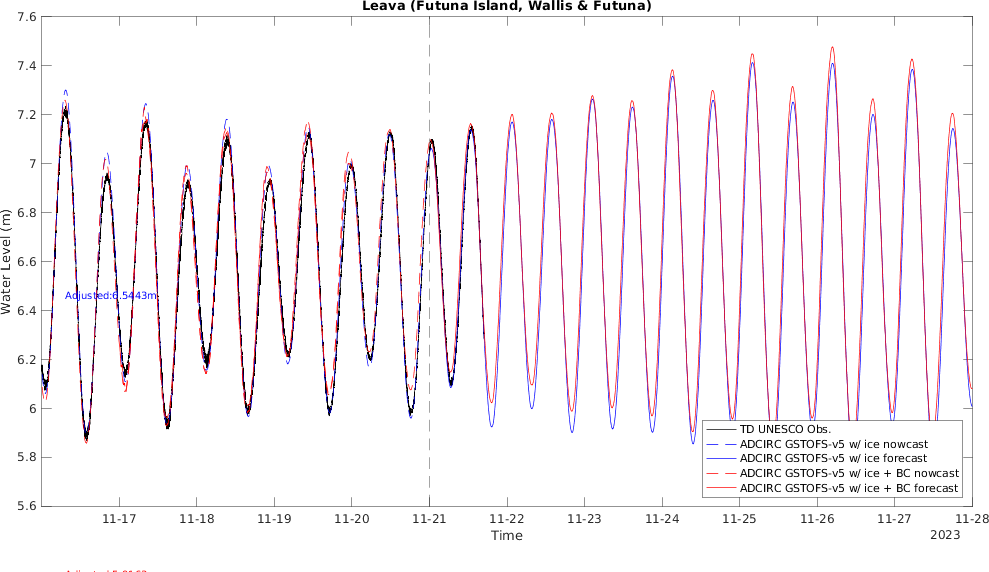 Leava (Futuna Island, Wallis & Futuna)
7.6
7.4
7.2
7
6.8
6.6
6.4
6.2
6
5.8
5.6
Water Level (m)
Adjusted:6.5443m
TD UNESCO Obs.
ADCIRC GSTOFS-v5 w/ ice nowcast
ADCIRC GSTOFS-v5 w/ ice forecast
ADCIRC GSTOFS-v5 w/ ice + BC nowcast
ADCIRC GSTOFS-v5 w/ ice + BC forecast
11-17 11-18 11-19 11-20 11-21 11-22 11-23 11-24 11-25 11-26 11-27 11-28
Time
2023